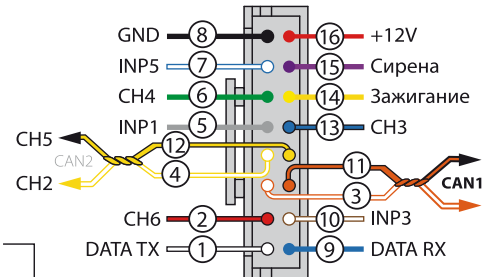 GND 8 16 +12V
INP5 7 15 Сирена
CH4 6 14 Зажигание
INP1 5 13 CH3
CH5 12 11
CAN2 CAN1
CH2 4 3
CH6 2 10 INP3
DATA TX 1 9 DATA RX